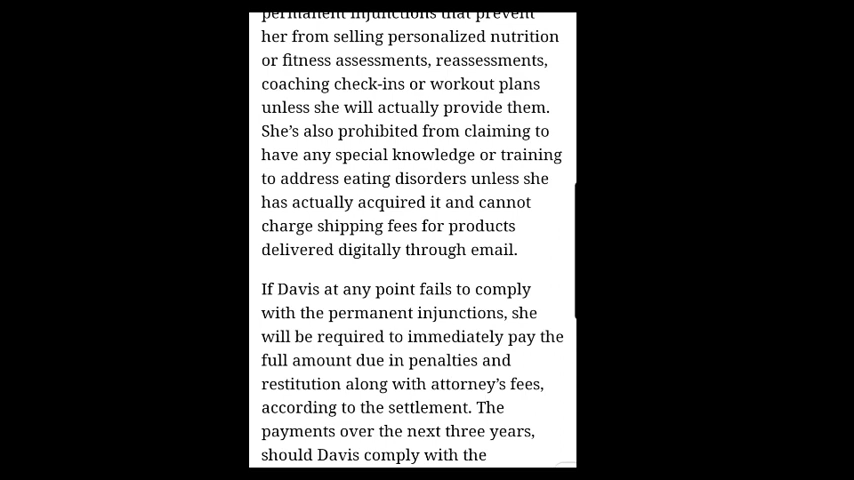 permanent injunctions that prevent
her from selling personalized nutrition
or fitness assessments, reassessments,
coaching check-ins or workout plans
unless she will actually provide them.
She’s also prohibited from claiming to
have any special knowledge or training
to address eating disorders unless she
has actually acquired it and cannot
charge shipping fees for products
delivered digitally through email.
If Davis at any point fails to comply
with the permanent injunctions, she
will be required to immediately pay the
full amount due in penalties and
restitution along with attorney’s fees,
according to the settlement. The
payments over the next three years,
should Davis comply with the